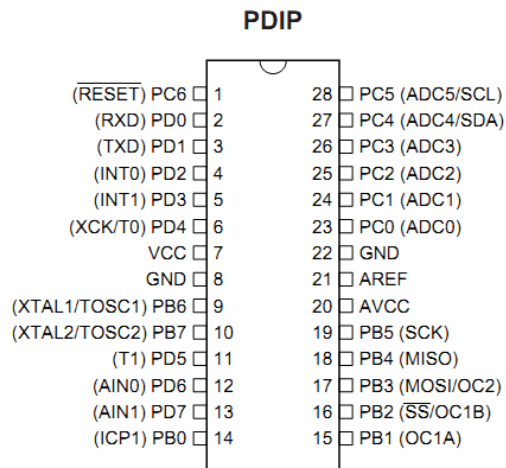 PDIP
(RESET) PC6 1 28 PC5 (ADC5/SCL)
(RXD) PD0 2 27 PC4 (ADC4/SDA)
(TXD) PD1 3 26 PC3 (ADC3)
(INT0) PD2 4 25 PC2 (ADC2)
(INT1) PD3 5 24 PC1 (ADC1)
(XCK/T0) PD4 6 23 PC0 (ADC0)
VCC 7 22 GND
GND 8 21 AREF
(XTAL1/TOSC1) PB6 9 20 AVCC
(XTAL2/TOSC2) PB7 10 19 PB5 (SCK)
(T1) PD5 11 18 PB4 (MISO)
(AIN0) PD6 12 17 PB3 (MOSI/OC2)
(AIN1) PD7 13 16 PB2 (SS/OC1B)
(ICP1) PB0 14 15 PB1 (OC1A)